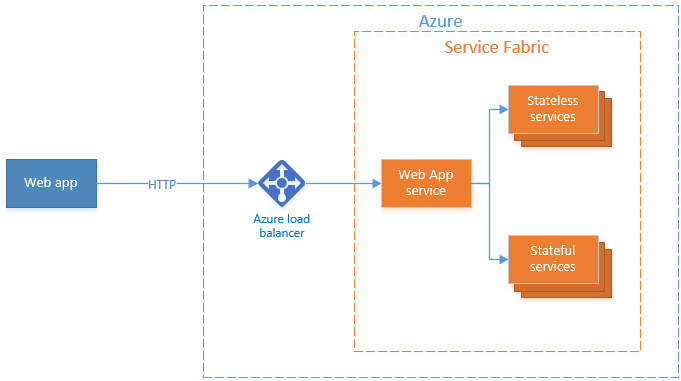 Azure
Service Fabric
Stateless
services
Web app
HTTP
Web App
service
Azure load
balancer
Stateful
services